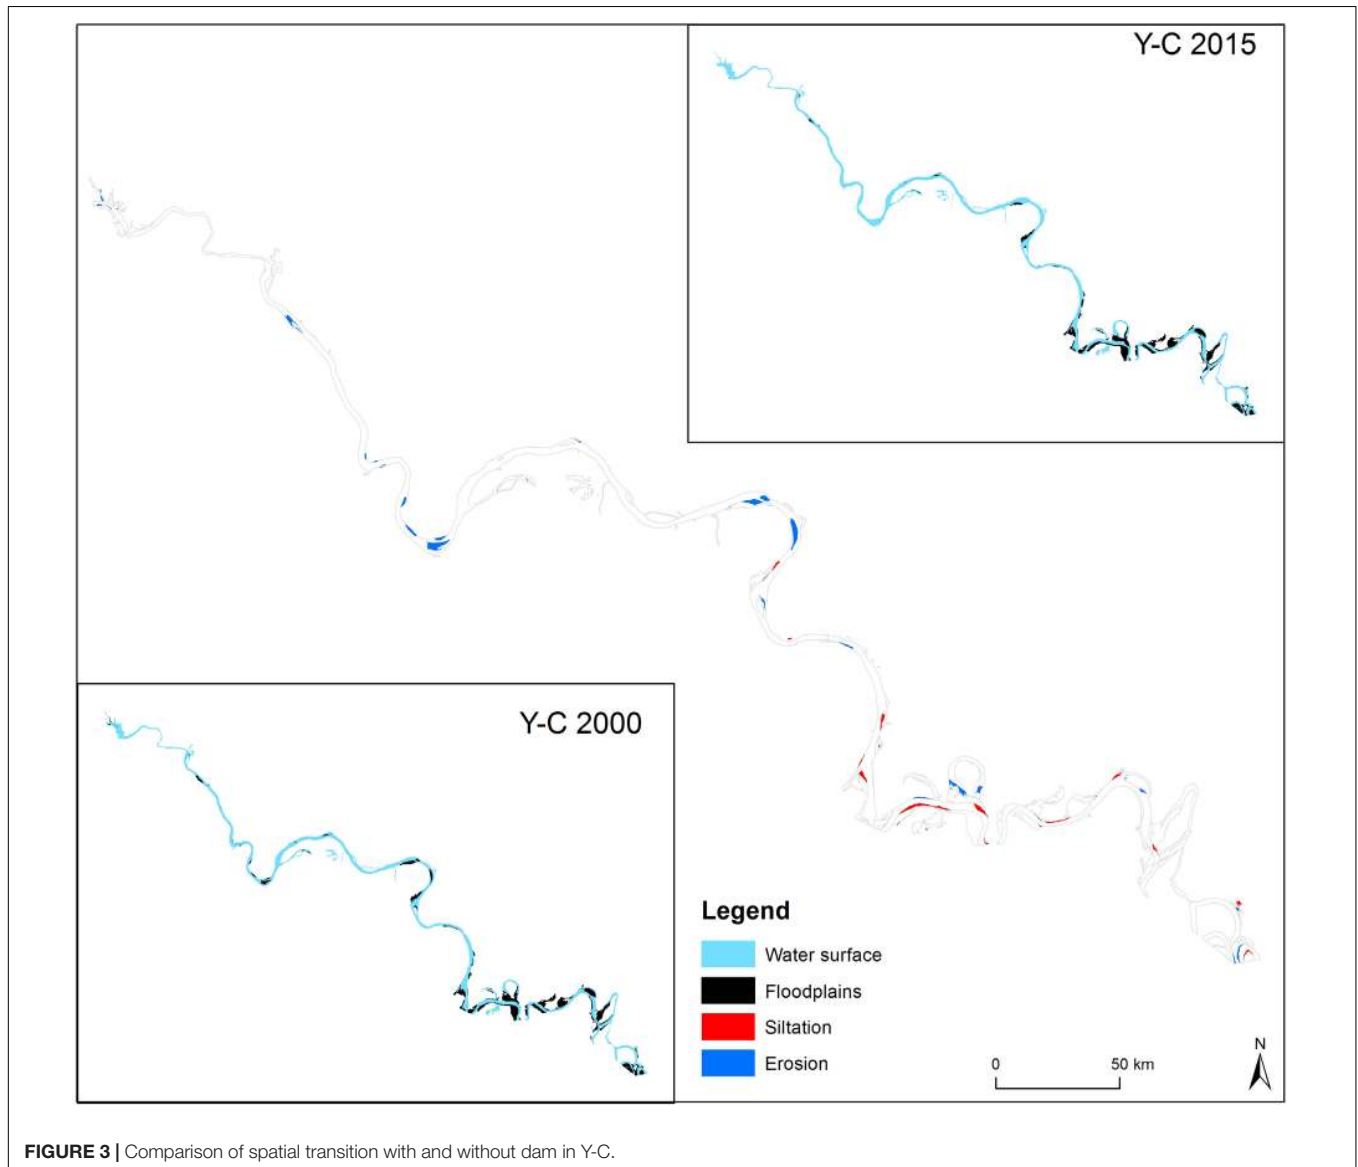 Y-C 2015
Y-C 2000
Legend
Water surface
Floodplains
Siltation
Erosion
0 50 km
N
FIGURE 3 | Comparison of spatial transition with and without dam in Y-C.